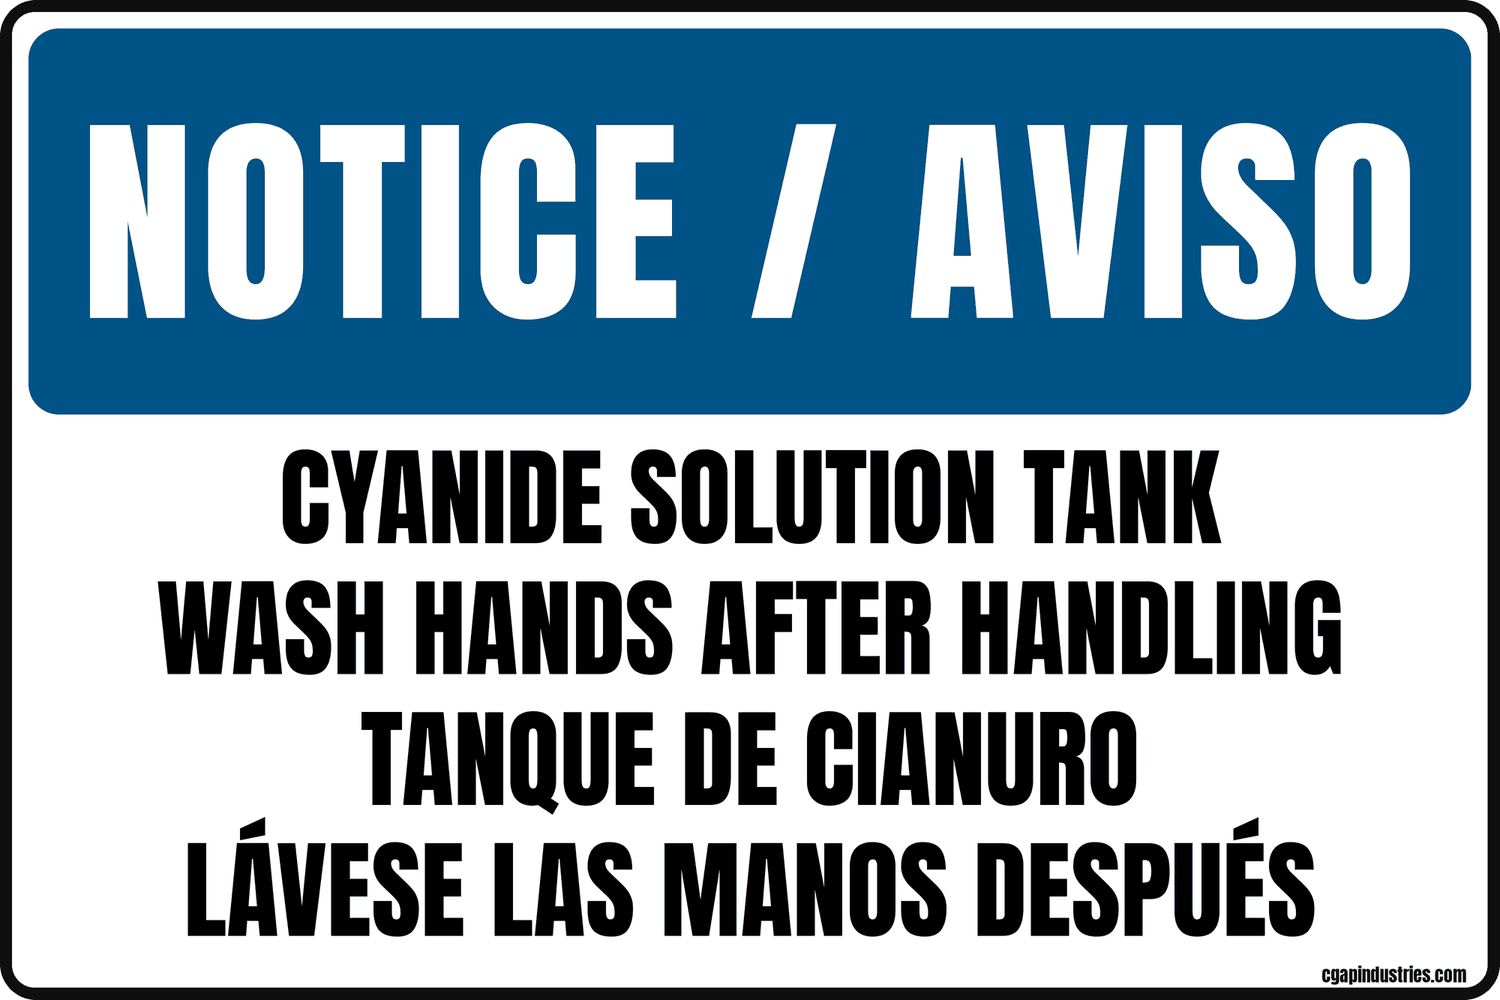 NOTICE / AVISO
CYANIDE SOLUTION TANK
WASH HANDS AFTER HANDLING
TANQUE DE CIANURO
LÁVESE LAS MANOS DESPUÉS
cgapindustries.com